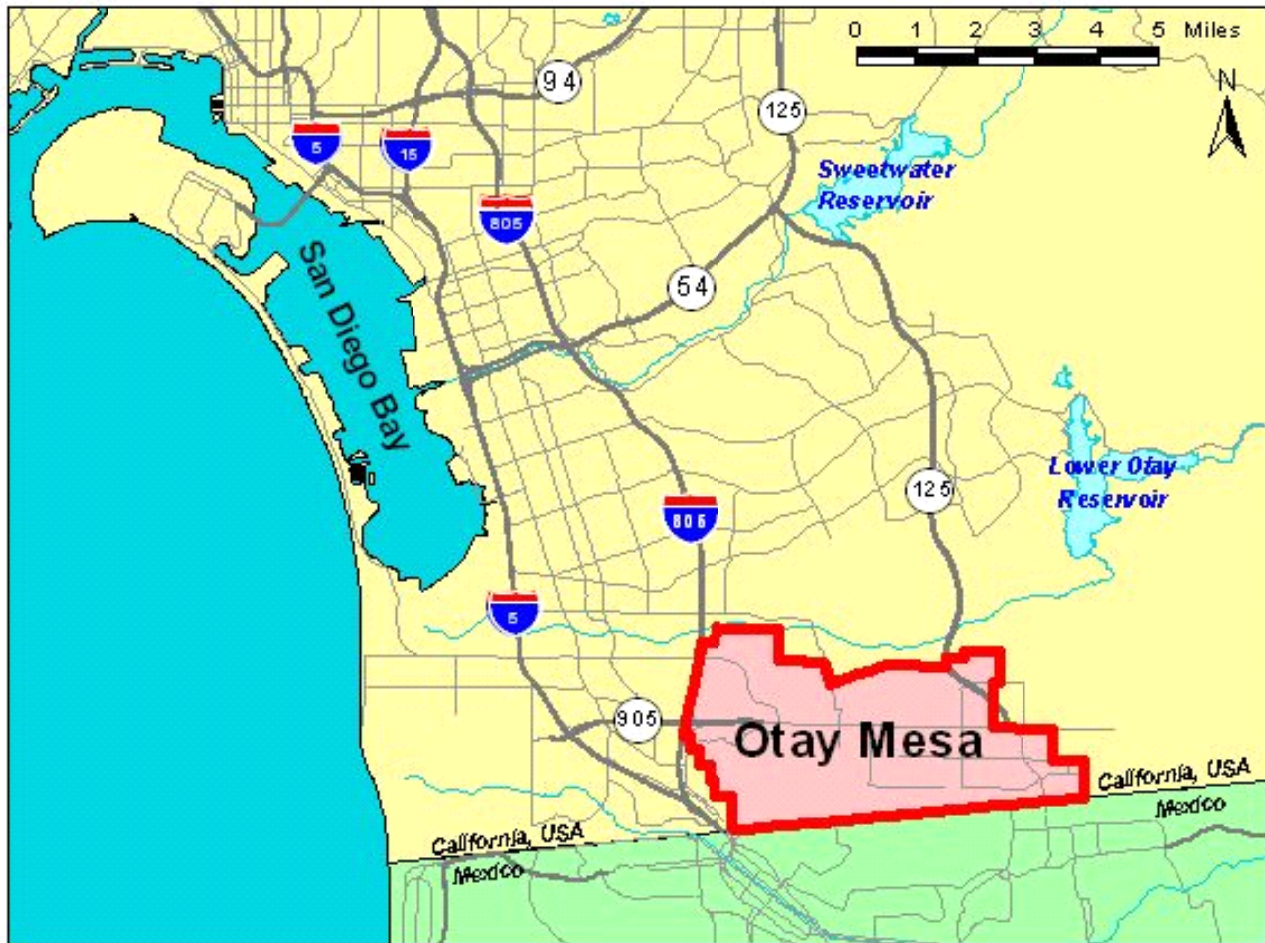 0 1 2 3 4 5 Miles
N
94
125
5
15
805
Sweetwater
Reservoir
54
San Diego Bay
Lower Otay
Reservoir
125
805
5
905
Otay Mesa
California, USA
Mexico
California, USA
Mexico